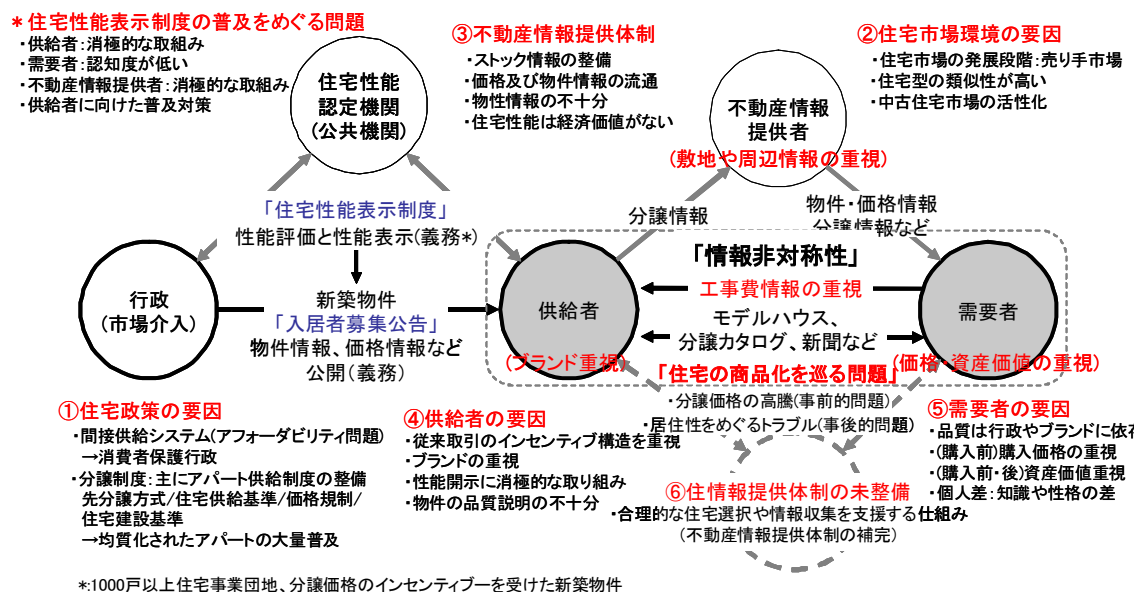 *住宅性能表示制度の普及をめぐる問題
・供給者:消極的な取組み
・需要者:認知度が低い
・不動産情報提供者:消極的な取組み
・供給者に向けた普及対策
住宅性能
認定機関
(公共機関)
③不動産情報提供体制
・ストック情報の整備
・価格及び物件情報の流通
・物性情報の不十分
・住宅性能は経済価値がない
不動産情報
提供者
(敷地や周辺情報の重視)
②住宅市場環境の要因
・住宅市場の発展段階:売り手市場
・住宅型の類似性が高い
・中古住宅市場の活性化
「住宅性能表示制度」
性能評価と性能表示(義務*)
分譲情報
物件・価格情報
分譲情報など
行政
(市場介入)
新築物件
「入居者募集公告」
物件情報、価格情報など
公開(義務)
供給者
(ブランド重視)
「情報非対称性」
工事費情報の重視
モデルハウス、
分譲カタログ、新聞など
「住宅の商品化を巡る問題」
・分譲価格の高騰(事前的問題)
・居住性をめぐるトラブル(事後的問題)
需要者
(価格・資産価値の重視)
①住宅政策の要因
・間接供給システム(アフォーダビリティ問題)
→消費者保護行政
・分譲制度:主にアパート供給制度の整備
先分譲方式/住宅供給基準/価格規制/
住宅建設基準
→均質化されたアパートの大量普及
④供給者の要因
・従来取引のインセンティブ構造を重視
・ブランドの重視
・性能開示に消極的な取り組み
・物件の品質説明の不十分
⑥住情報提供体制の未整備
・合理的な住宅選択や情報収集を支援する仕組み
(不動産情報提供体制の補完)
⑤需要者の要因
・品質は行政やブランドに依存
・(購入前)購入価格の重視
・(購入前・後)資産価値重視
・個人差:知識や性格の差
*:1000戸以上住宅事業団地、分譲価格のインセンティブーを受けた新築物件